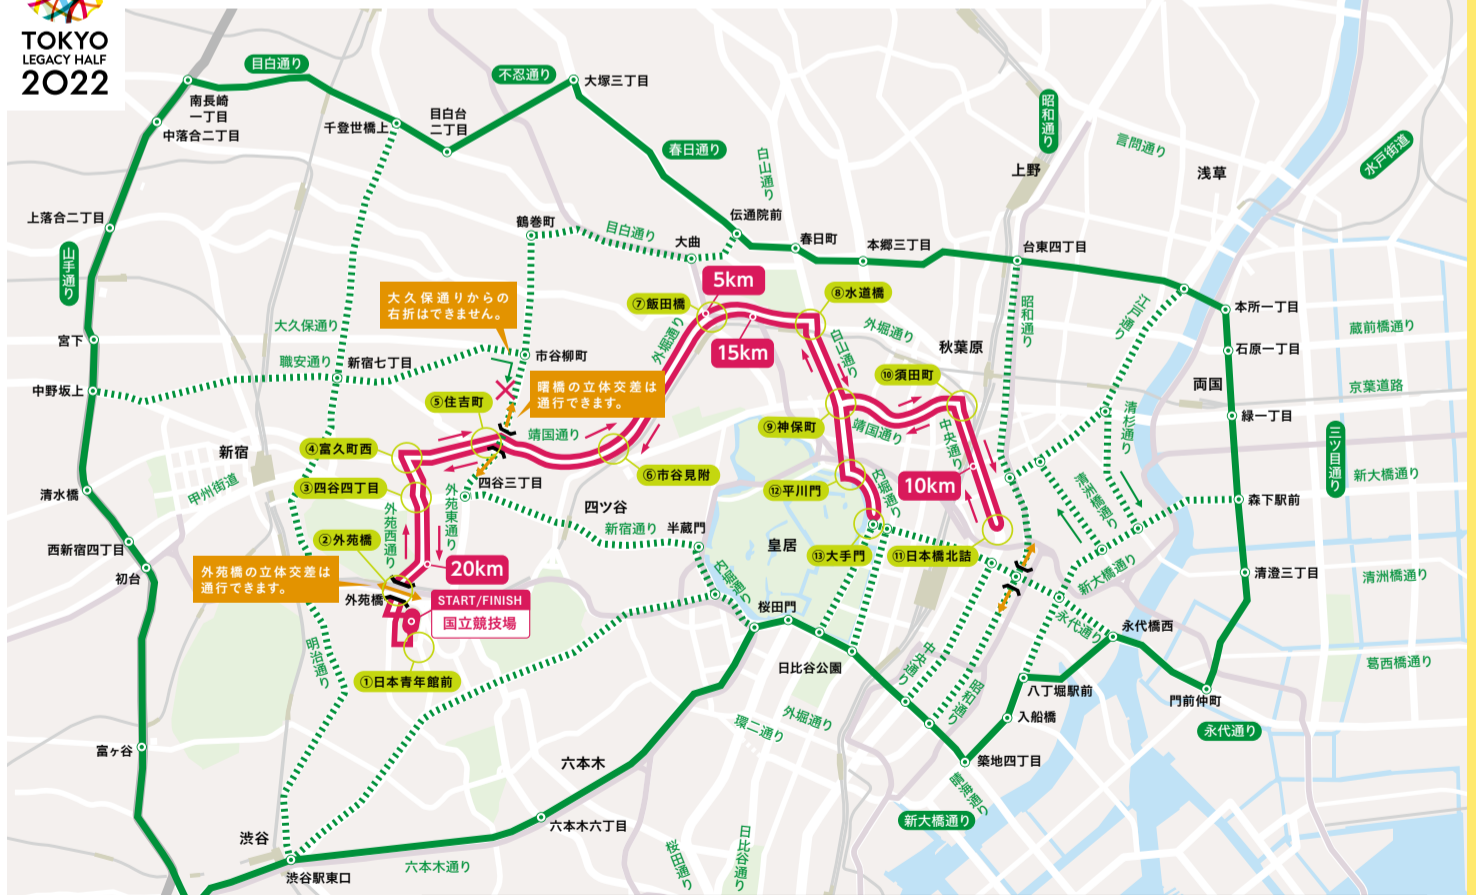 TOKYO
LEGACY HALF
2022
目白通り
不忍通り
大塚三丁目
南長崎
一丁目
中落合二丁目
千登世橋上
目白台
二丁目
春日通り
白山通り
昭和通り
言問通り
水戸街道
上野
浅草
上落合二丁目
鶴巻町
目白通り
大曲
伝通院前
春日町
本郷三丁目
台東四丁目
山手通り
大久保通りからの
右折はできません。
5km
⑦飯田橋
⑧水道橋
昭和通り
江戸通り
本所一丁目
大久保通り
外堀通り
外堀通り
白山通り
蔵前橋通り
宮下
職安通り
新宿七丁目
市谷柳町
15km
秋葉原
石原一丁目
中野坂上
曙橋の立体交差は
通行できます。
⑩須田町
両国
京葉道路
⑤住吉町
靖国通り
⑨神保町
靖国通り
中央通り
清杉通り
緑一丁目
新宿
④富久町西
⑥市谷見附
三ツ目通り
甲州街道
③四谷四丁目
四谷三丁目
⑫平川門
内堀通り
10km
清洲橋通り
新大橋通り
清水橋
外苑西通り
外苑東通り
四ツ谷
新宿通り
半蔵門
森下駅前
②外苑橋
皇居
⑬大手門
⑪日本橋北詰
西新宿四丁目
初台
外苑橋の立体交差は
通行できます。
20km
内堀通り
新大橋通り
清澄三丁目
清洲橋通り
外苑橋
START/FINISH
国立競技場
桜田門
永代通り
永代橋西
明治通り
日比谷公園
中央通り
昭和通り
葛西橋通り
①日本青年館前
八丁堀駅前
門前仲町
外堀通り
環二通り
入船橋
永代通り
富ヶ谷
六本木
築地四丁目
晴海通り
新大橋通り
六本木六丁目
渋谷
六本木通り
桜田通り
日比谷通り
渋谷駅東口